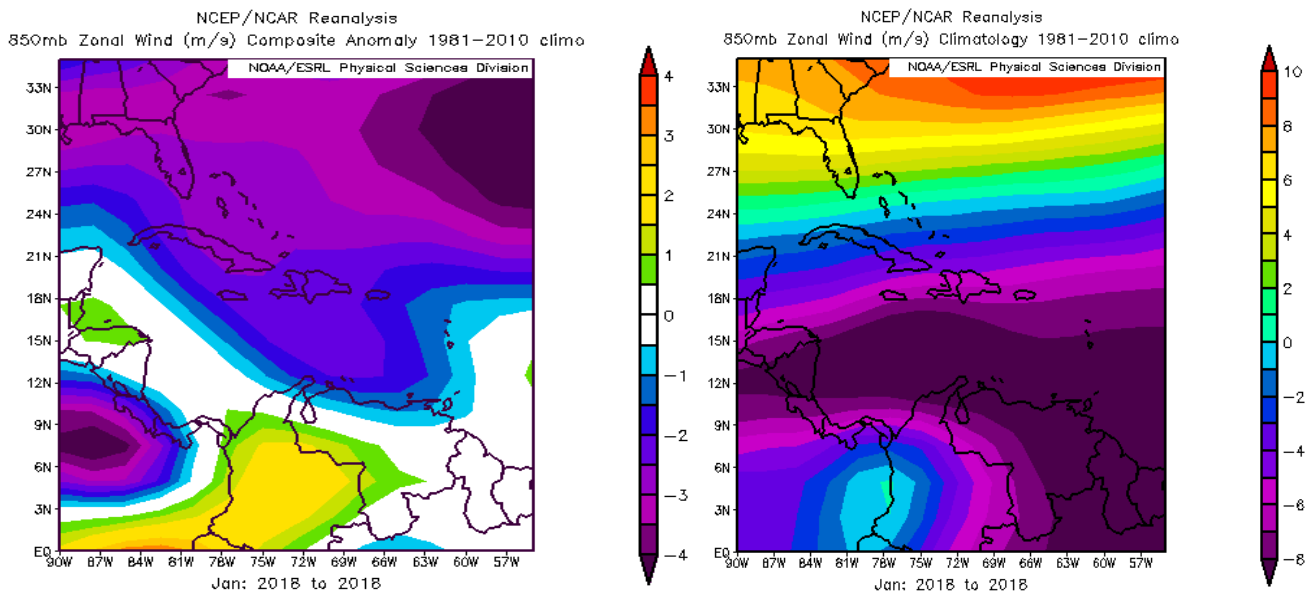 NCEP/NCAR Reanalysis
850mb Zonal Wind (m/s) Composite Anomaly 1981-2010 climo
NOAA/ESRL Physical Sciences Division
33N
30N
27N
24N
21N
18N
15N
12N
9N
6N
3N
EQ
90W 87W 84W 81W 78W 75W 72W 69W 66W 63W 60W 57W
Jan: 2018 to 2018
4
3
2
1
0
-1
-2
-3
-4
NCEP/NCAR Reanalysis
850mb Zonal Wind (m/s) Climatology 1981-2010 climo
NOAA/ESRL Physical Sciences Division
33N
30N
27N
24N
21N
18N
15N
12N
9N
6N
3N
EQ
90W 87W 84W 81W 78W 75W 72W 69W 66W 63W 60W 57W
Jan: 2018 to 2018
10
8
6
4
2
0
-2
-4
-6
-8